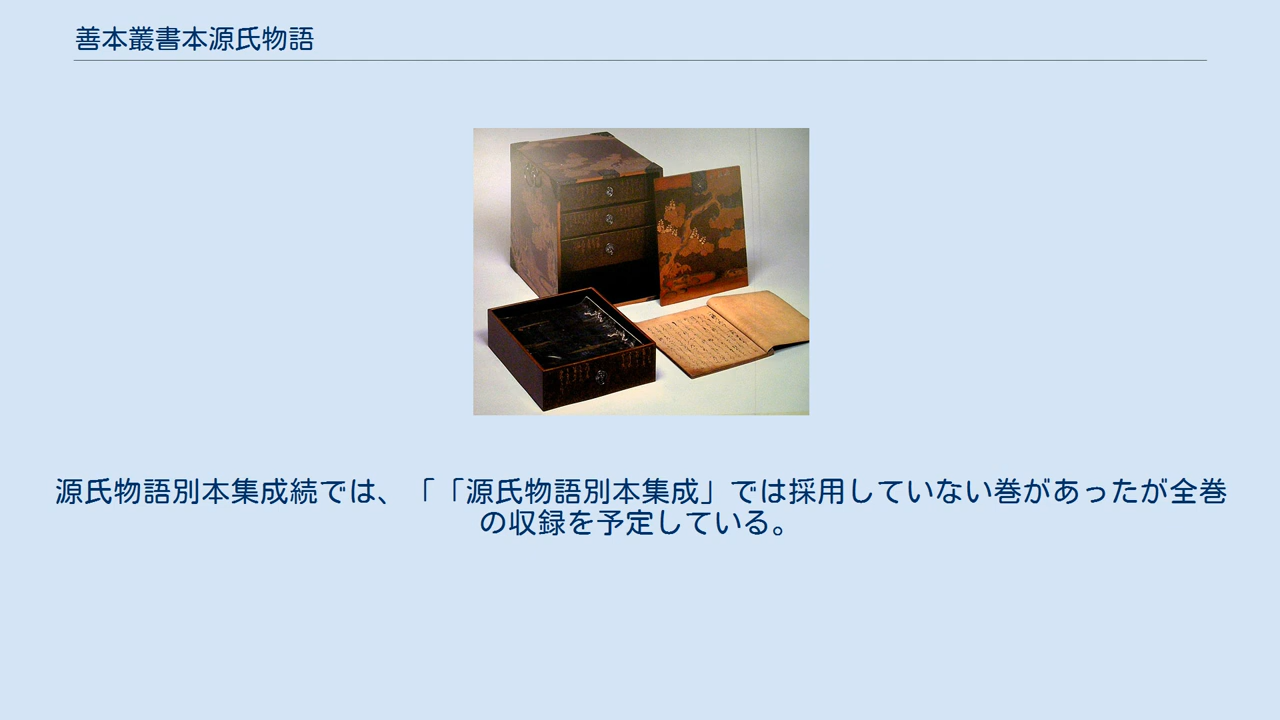 善本叢書本源氏物語
源氏物語別本集成続では、「「源氏物語別本集成」では採用していない巻があったが全巻
の収録を予定している。